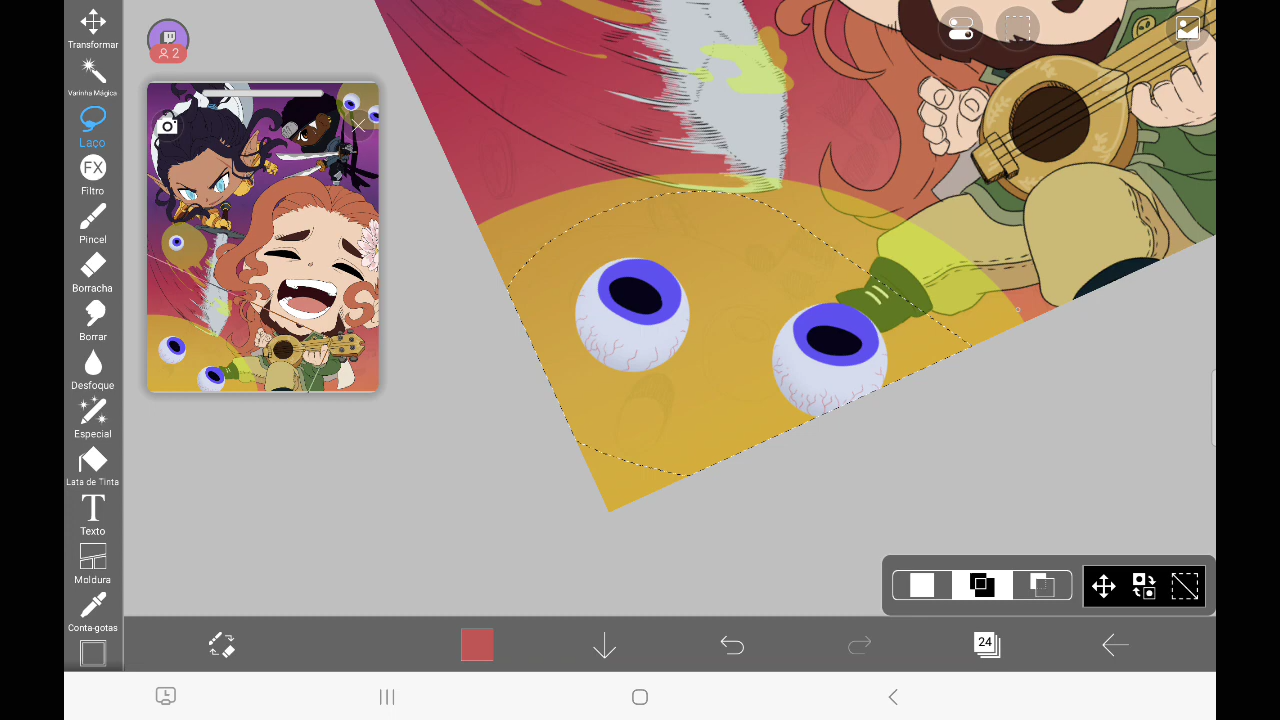 Transformar
Varinha Mágica
Laço
FX
Filtro
Pincel
Borracha
Borrar
Desfoque
Especial
Lata de Tinta
T
Texto
Moldura
Conta-gotas
2
24